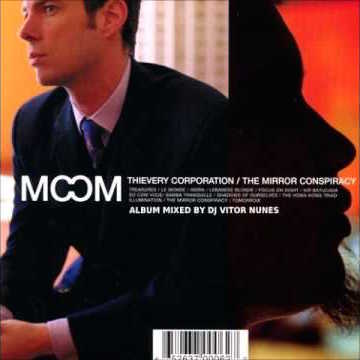 MCOM
THIEVERY CORPORATION / THE MIRROR CONSPIRACY
TREASURES / LE MONDE / INDRA / LEBANESE BLONDE / FOCUS ON SIGHT / AIR BATUCADA
SO COM VOCE / SAMBA TRANQUILLE / SHADOWS OF OURSELVES / THE HONG KONG TRIAD
ILLUMINATION / THE MIRROR CONSPIRACY / TOMORROW
ALBUM MIXED BY DJ VITOR NUNES